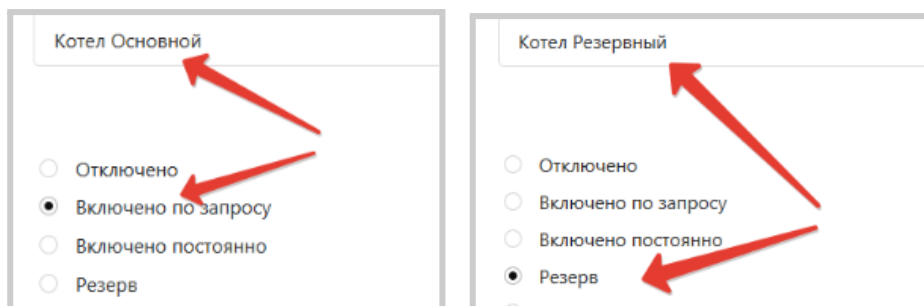 Котел Основной
Отключено
Включено по запросу
Включено постоянно
Резерв
Котел Резервный
Отключено
Включено по запросу
Включено постоянно
Резерв